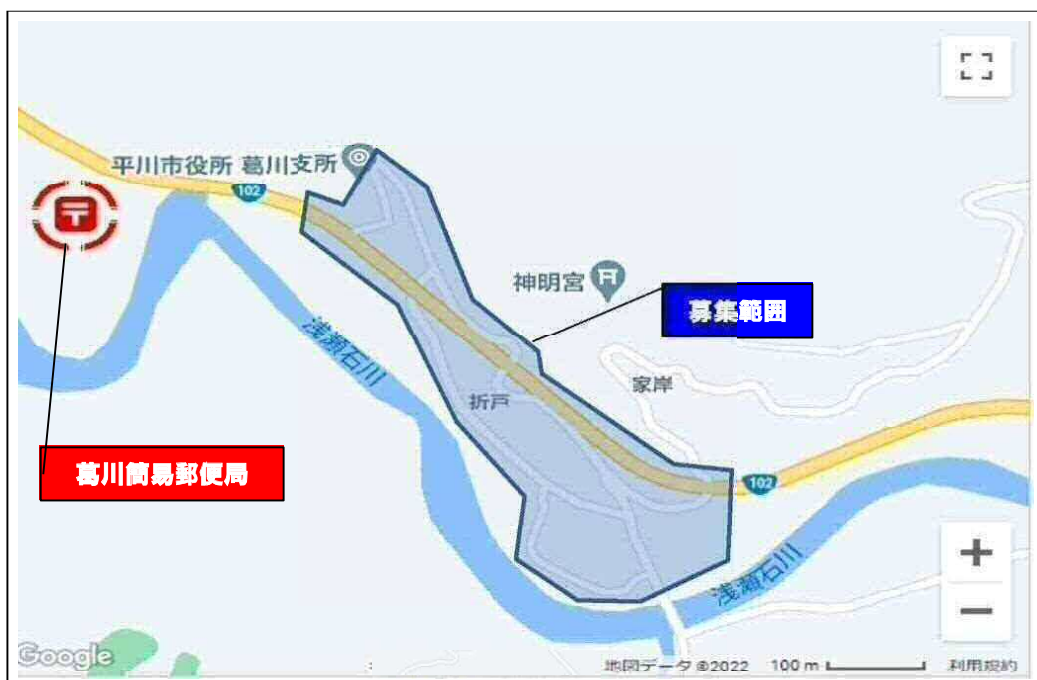 平川市役所 葛川支所
102
神明宮
募集範囲
浅瀬石川
家岸
折戸
葛川簡易郵便局
102
浅瀬石川
Google
地図データ ©2022
100 m
利用規約